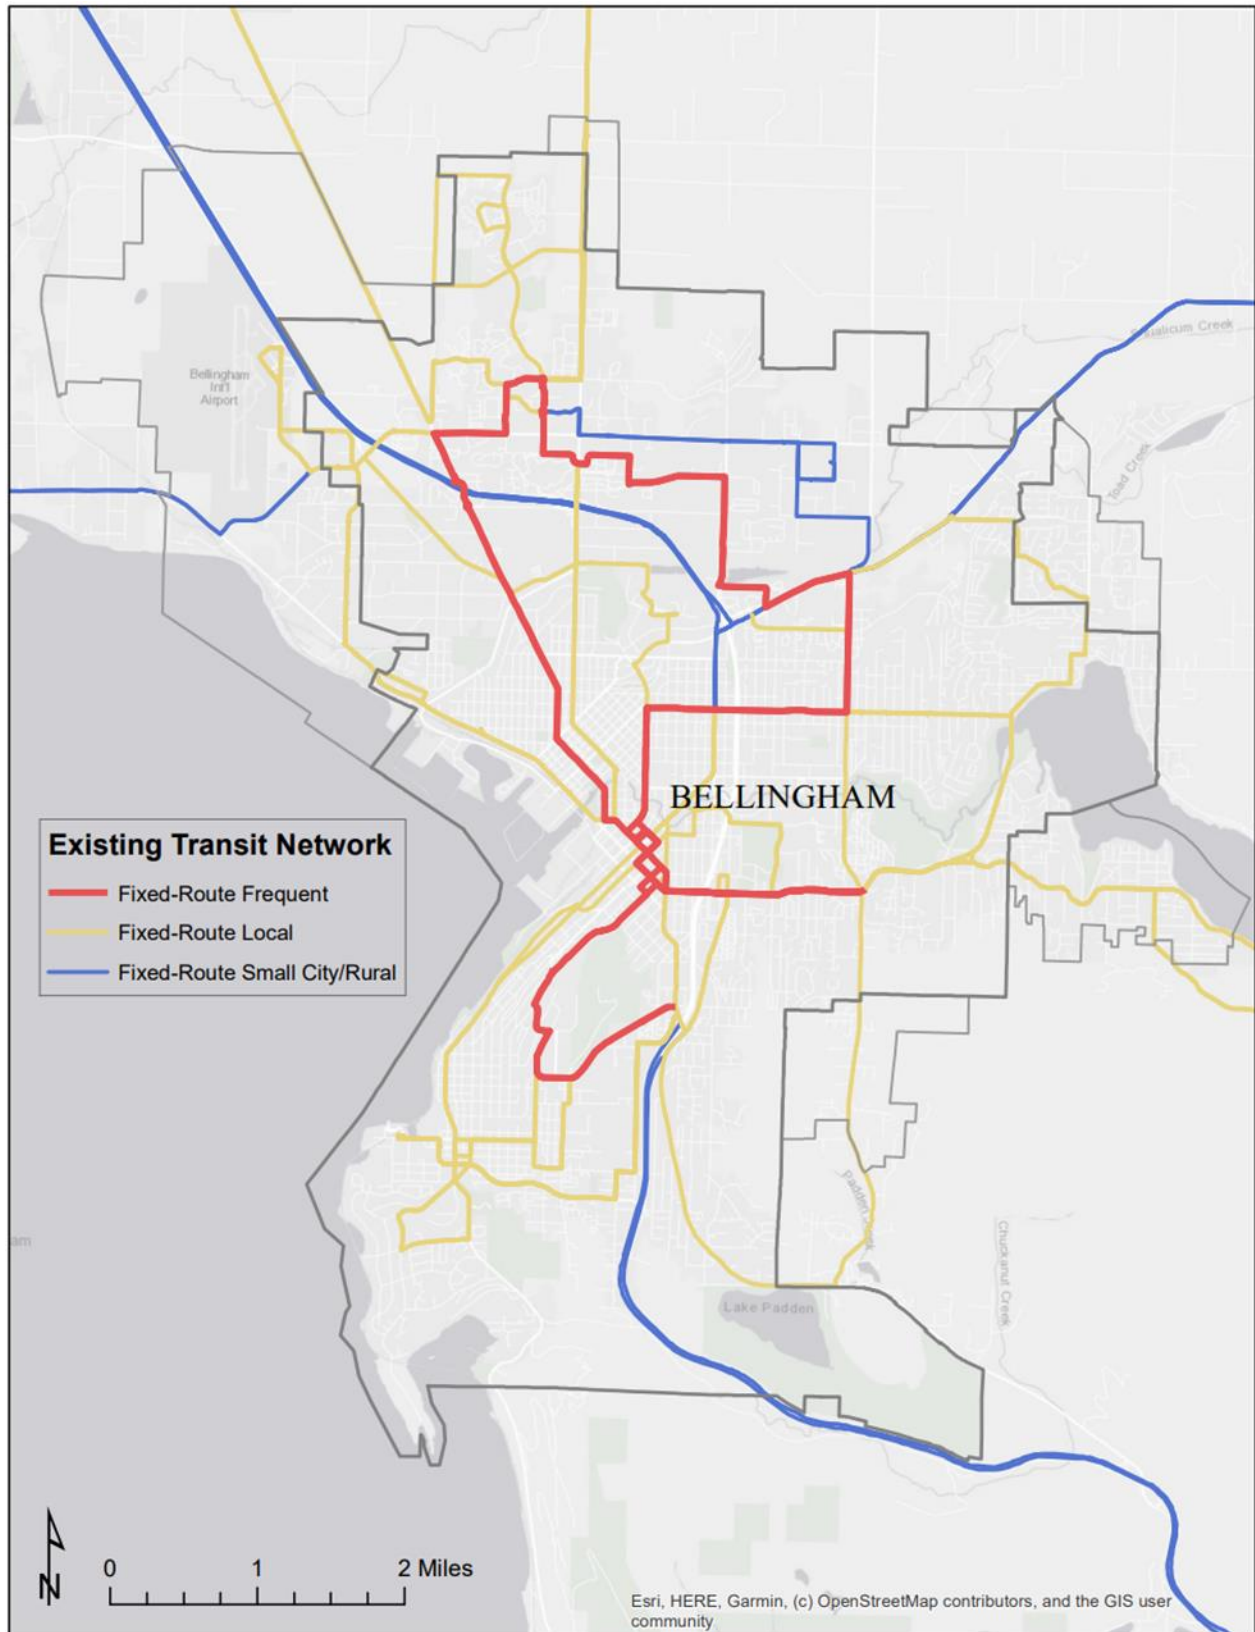 Squalicum Creek
Bellingham
Int'l
Airport
Toad Creek
BELLINGHAM
Existing Transit Network
Fixed-Route Frequent
Fixed-Route Local
Fixed-Route Small City/Rural
Padden Creek
Chuckanut Creek
am
Lake Padden
N
0 1 2 Miles
Esri, HERE, Garmin, (c) OpenStreetMap contributors, and the GIS user
community